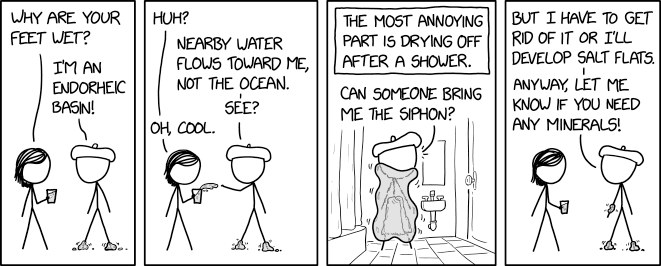 WHY ARE YOUR
FEET WET?
I'M AN
ENDORHEIC
BASIN!
HUH?
NEARBY WATER
FLOWS TOWARD ME,
NOT THE OCEAN.
SEE?
OH, COOL.
THE MOST ANNOYING
PART IS DRYING OFF
AFTER A SHOWER.
CAN SOMEONE BRING
ME THE SIPHON?
BUT I HAVE TO GET
RID OF IT OR I'LL
DEVELOP SALT FLATS.
ANYWAY, LET ME
KNOW IF YOU NEED
ANY MINERALS!